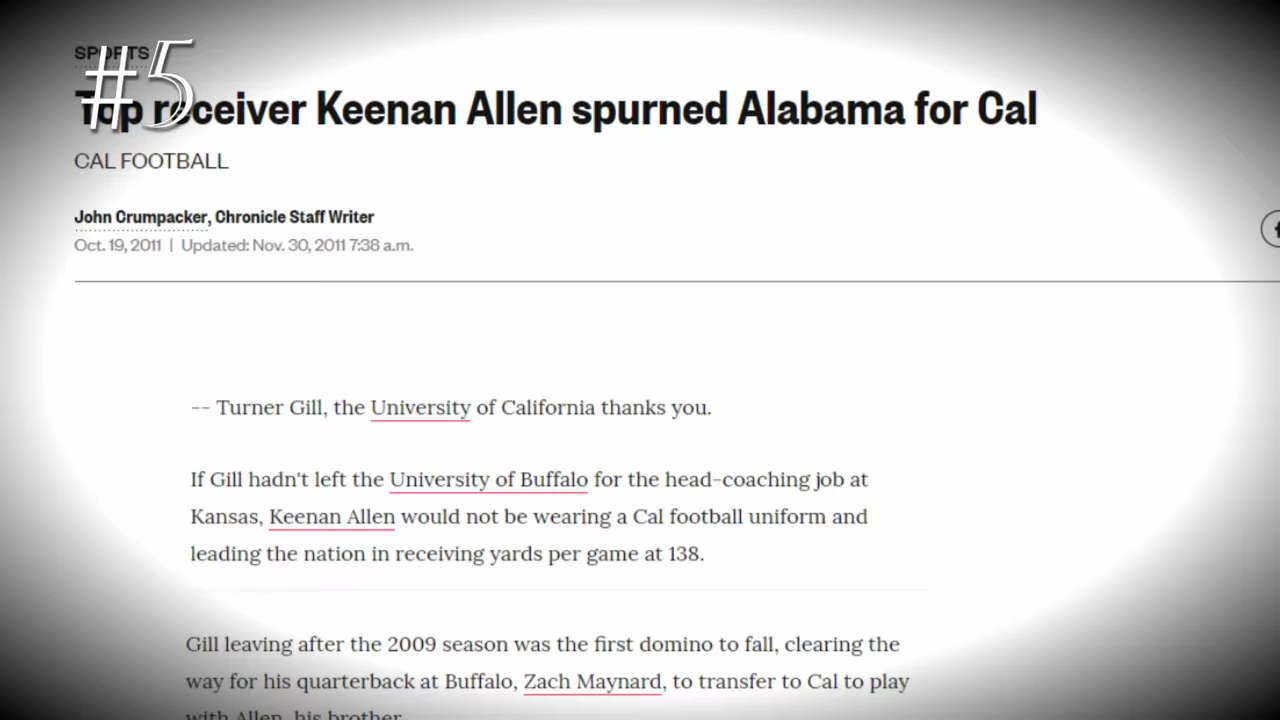 SPORTS
#5
Top receiver Keenan Allen spurned Alabama for Cal
CAL FOOTBALL
John Crumpacker, Chronicle Staff Writer
Oct. 19, 2011 | Updated: Nov. 30, 2011 7:38 a.m.
-- Turner Gill, the University of California thanks you.
If Gill hadn't left the University of Buffalo for the head-coaching job at
Kansas, Keenan Allen would not be wearing a Cal football uniform and
leading the nation in receiving yards per game at 138.
Gill leaving after the 2009 season was the first domino to fall, clearing the
way for his quarterback at Buffalo, Zach Maynard, to transfer to Cal to play
with Allen, his brother